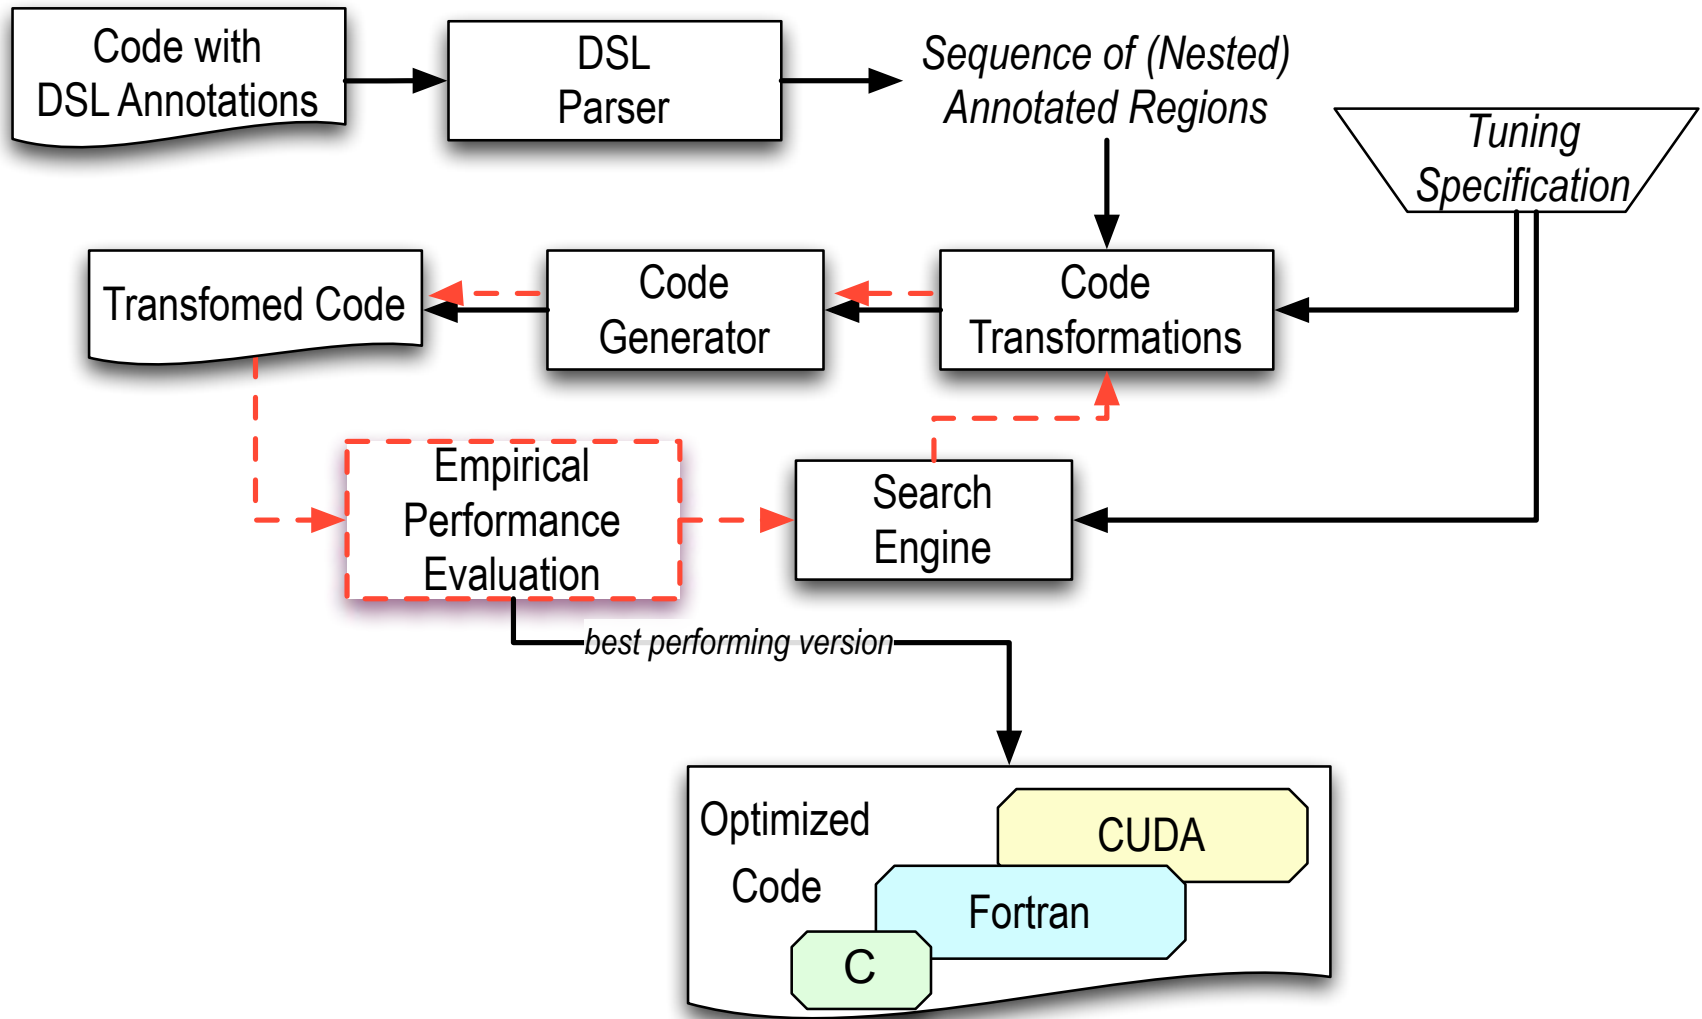 Code with
DSL Annotations
DSL
Parser
Sequence of (Nested)
Annotated Regions
Tuning
Specification
Transfomed Code
Code
Generator
Code
Transformations
Empirical
Performance
Evaluation
Search
Engine
best performing version
Optimized
Code
CUDA
Fortran
C